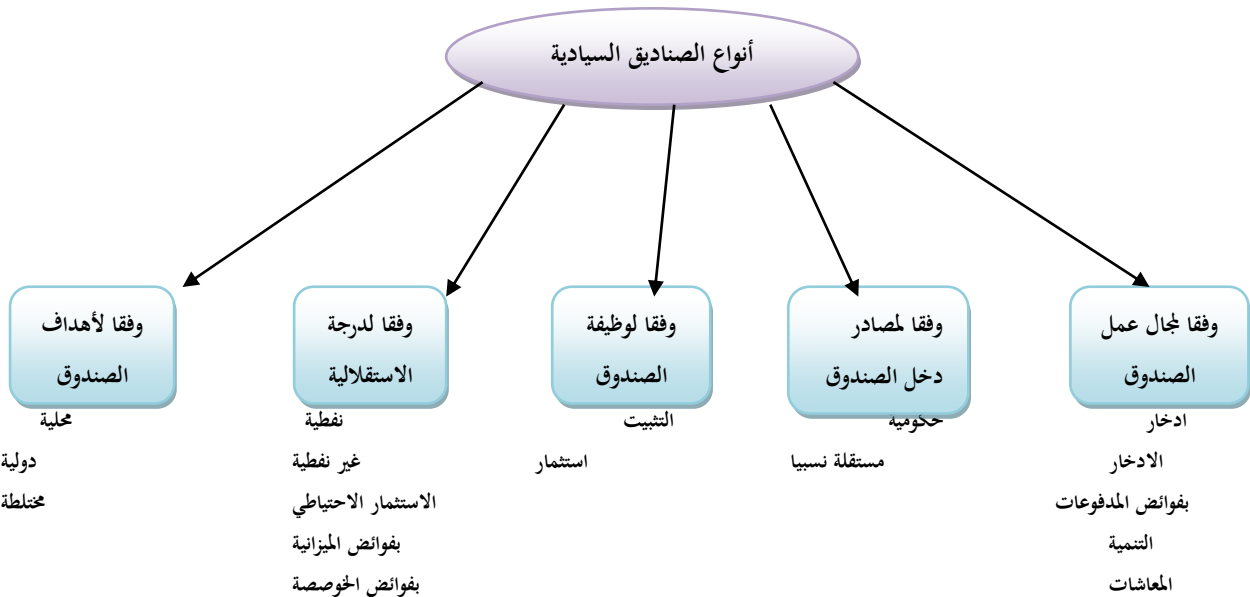 أنواع الصناديق السيادية
وفقا لمجال عمل
الصندوق
وفقا لمصادر
دخل الصندوق
وفقا لوظيفة
الصندوق
وفقا لدرجة
الاستقلالية
وفقا لأهداف
الصندوق
ادخار
حكومية
التثبيت
نفطية
محلية
الادخار
مستقلة نسبيا
استثمار
غير نفطية
دولية
بفوائض المدفوعات
الاستثمار الاحتياطي
مختلطة
التنمية
بفوائض الميزانية
المعاشات
بفوائض الخوصصة